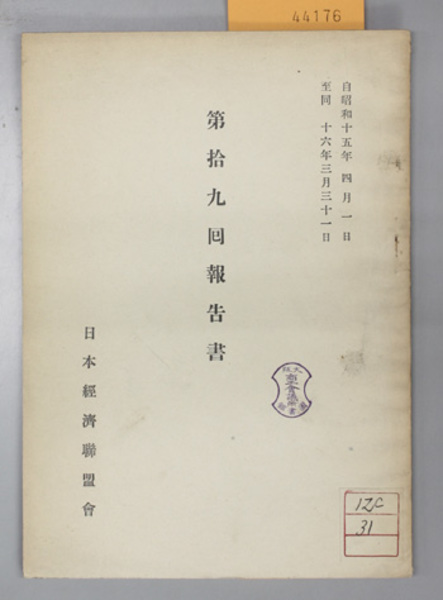 44176
自昭和十五年 四月一日
至同 十六年三月三十一日
第拾九囘報告書
日本經濟聯盟會
12C
31